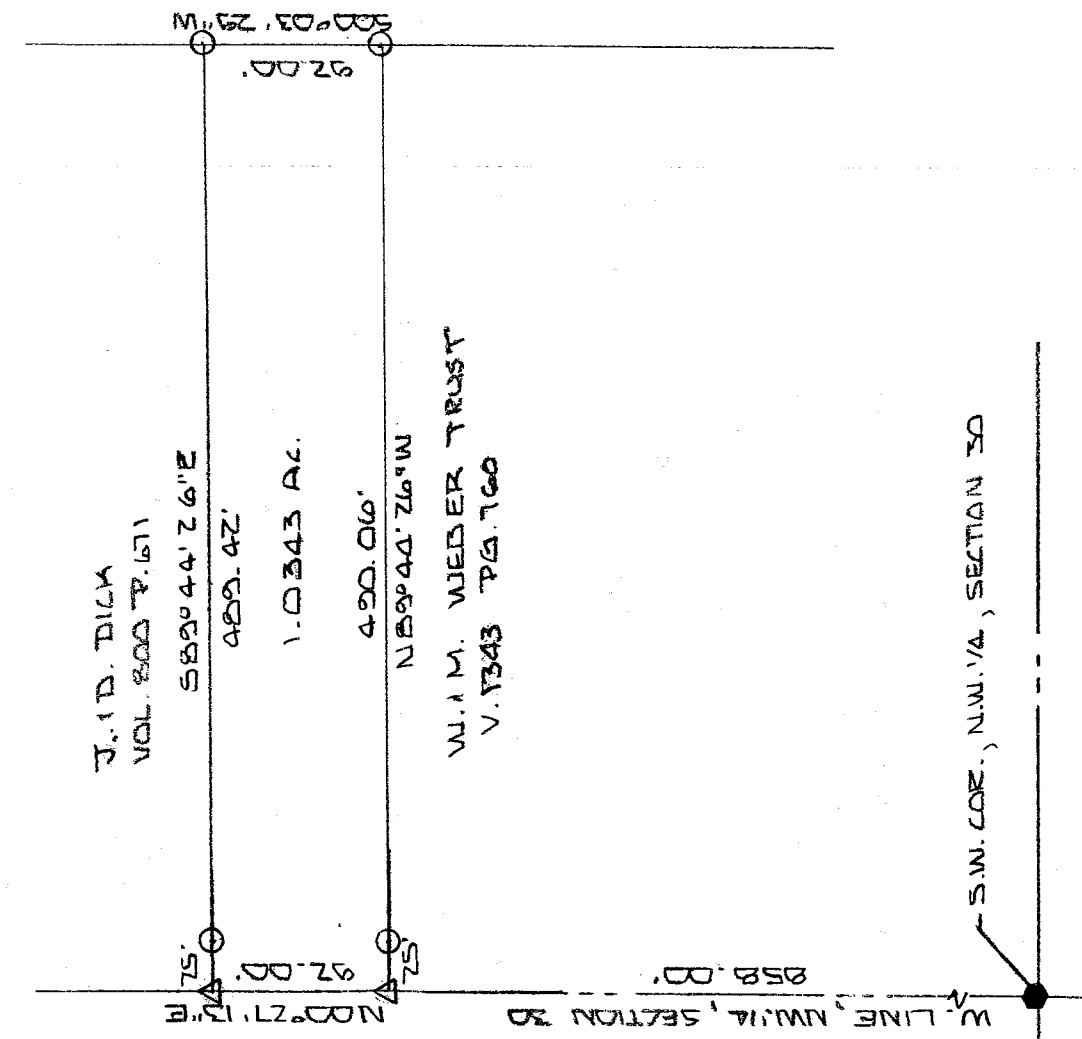 S00°03'29"W
92.00'
J. & D. DICK
VOL. 800 P. 671
S89°44'26"E
489.42'
1.0343 AC.
490.06'
N89°44'26"W
W. & M. WEBER TRUST
V. 1343 PG. 760
75'
92.00'
75'
N00°27'13"E
858.00'
W. LINE, NW. 1/4, SECTION 30
S.W. COR., N.W. 1/4, SECTION 30